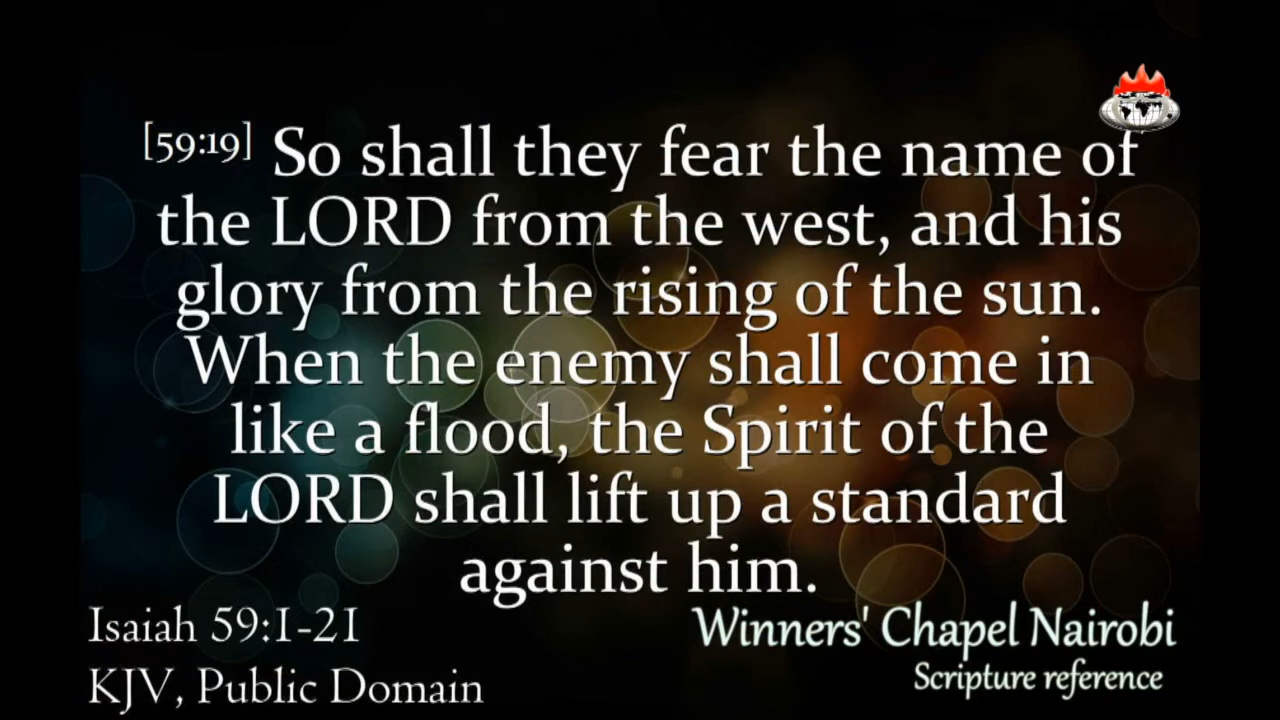 [59:19] So shall they fear the name of
the LORD from the west, and his
glory from the rising of the sun.
When the enemy shall come in
like a flood, the Spirit of the
LORD shall lift up a standard
against him.
Isaiah 59:1-21
KJV, Public Domain
Winners' Chapel Nairobi
Scripture reference